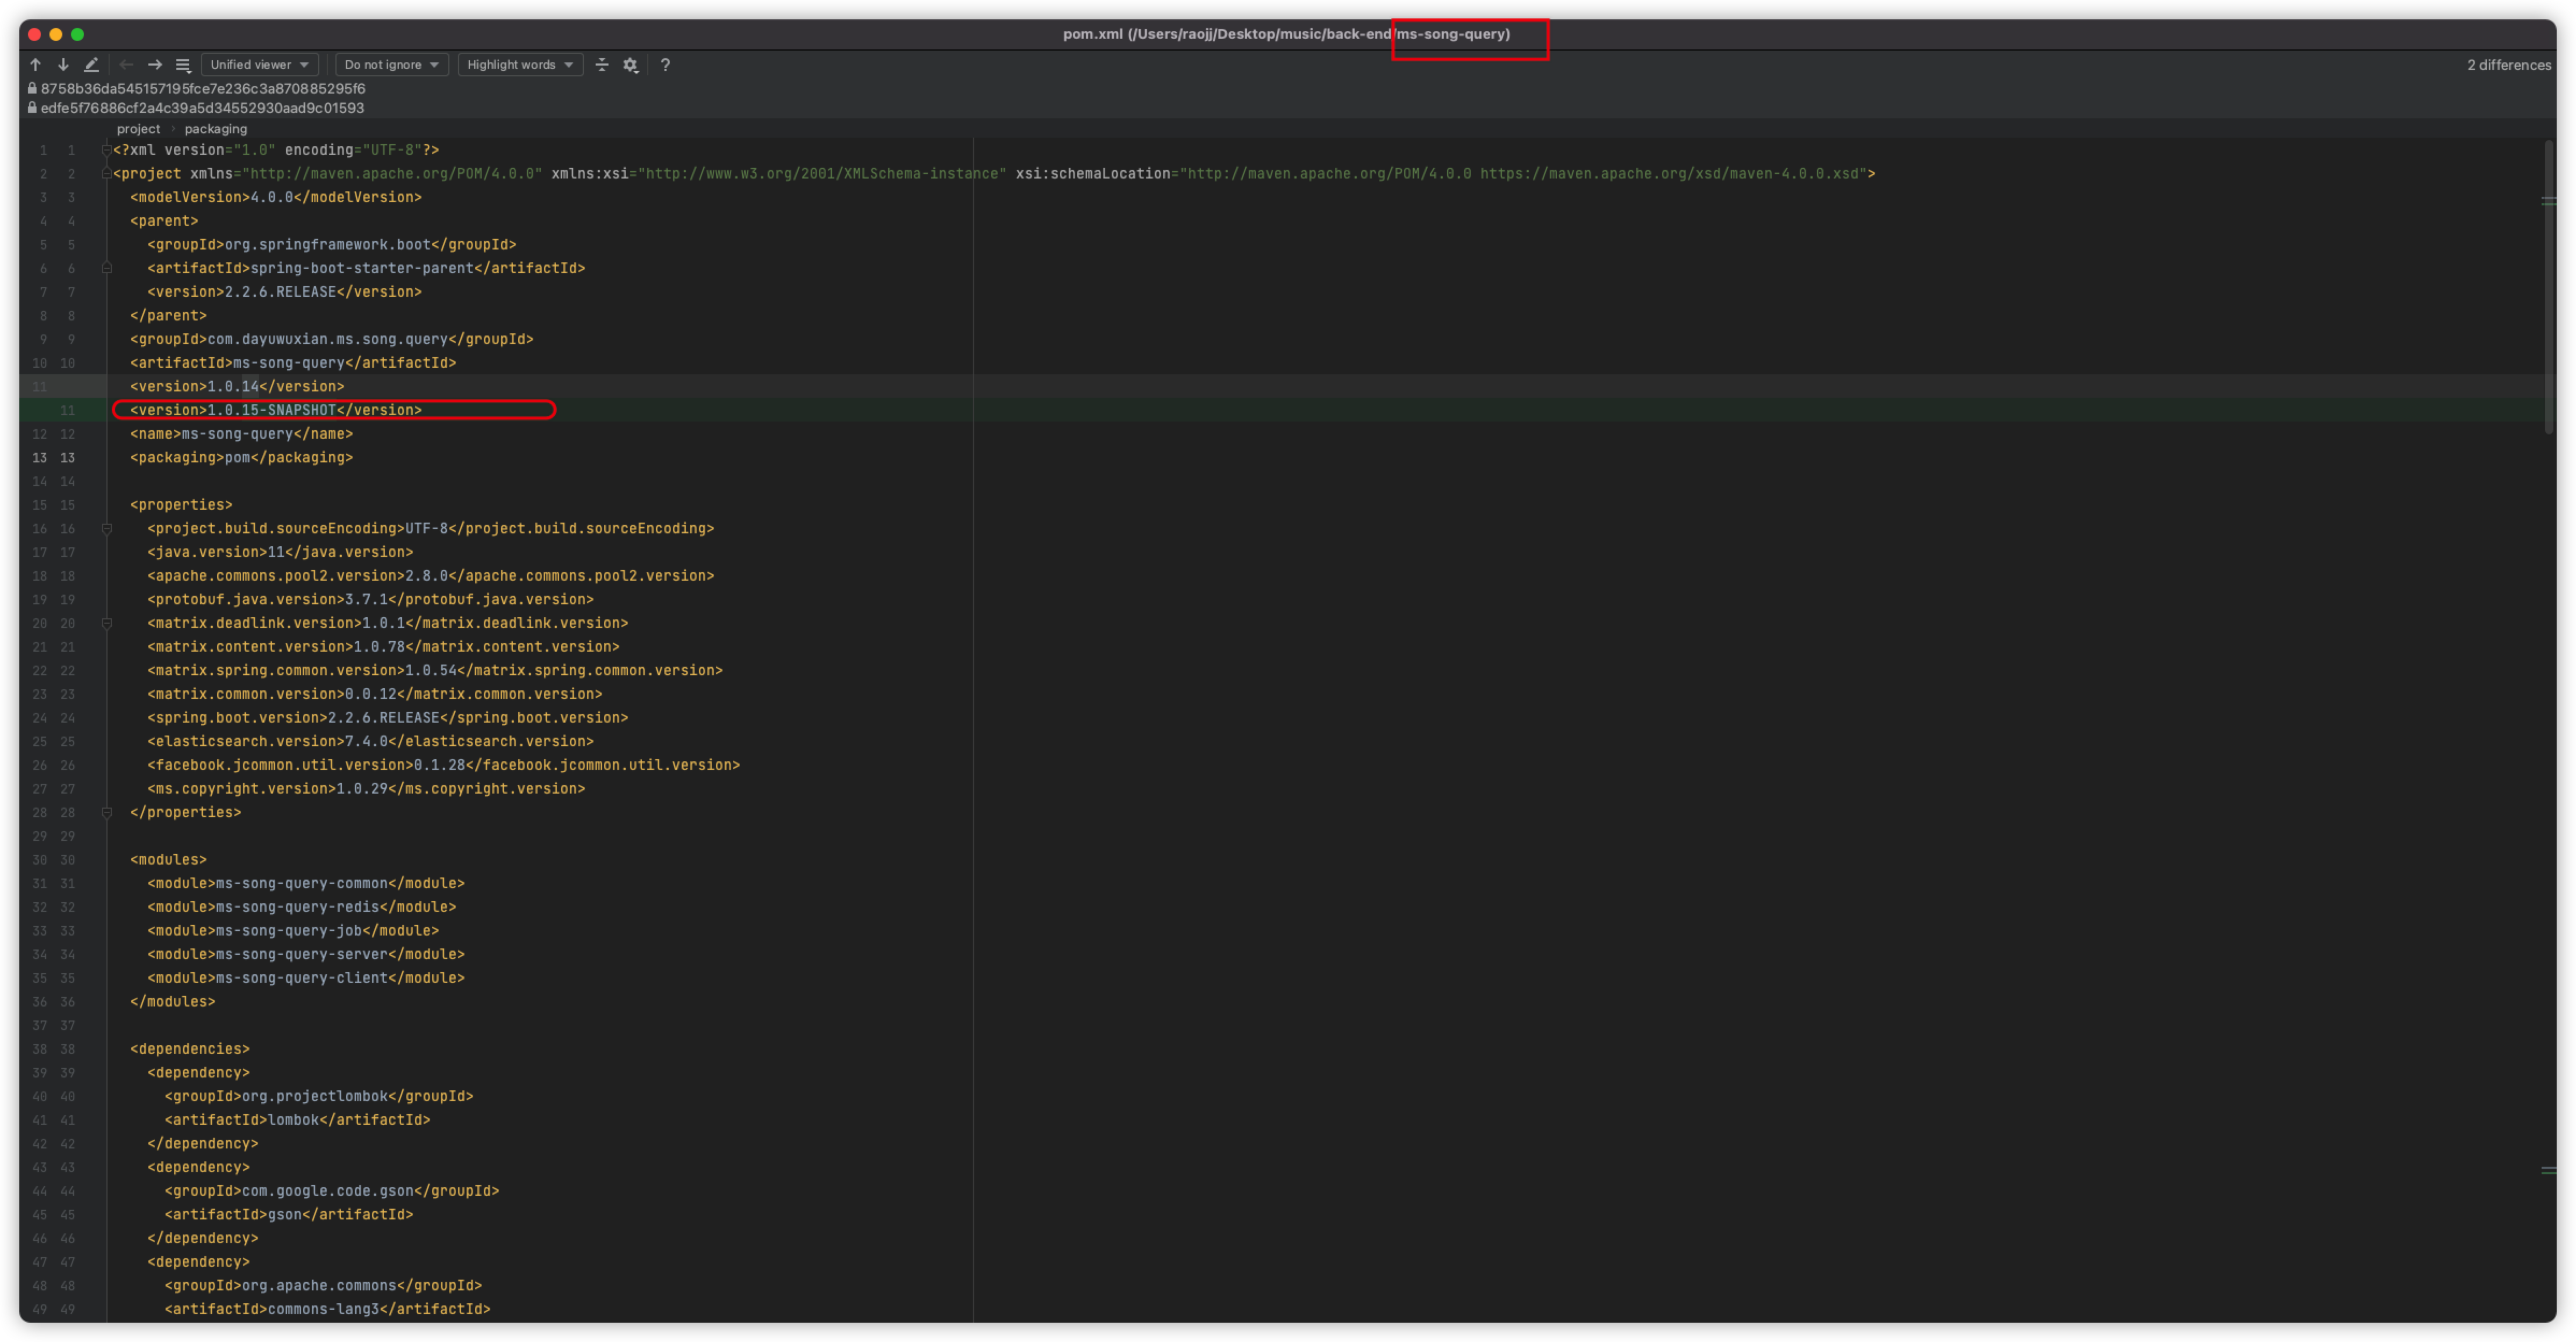 pom.xml (/Users/raojj/Desktop/music/back-end/ms-song-query)
Unified viewer Do not ignore Highlight words ? 2 differences
8758b36da545157195fce7e236c3a870885295f6
edfe5f76886cf2a4c39a5d34552930aad9c01593
project › packaging
1 1 <?xml version="1.0" encoding="UTF-8"?>
2 2 <project xmlns="http://maven.apache.org/POM/4.0.0" xmlns:xsi="http://www.w3.org/2001/XMLSchema-instance" xsi:schemaLocation="http://maven.apache.org/POM/4.0.0 https://maven.apache.org/xsd/maven-4.0.0.xsd">
3 3 <modelVersion>4.0.0</modelVersion>
4 4 <parent>
5 5 <groupId>org.springframework.boot</groupId>
6 6 <artifactId>spring-boot-starter-parent</artifactId>
7 7 <version>2.2.6.RELEASE</version>
8 8 </parent>
9 9 <groupId>com.dayuwuxian.ms.song.query</groupId>
10 10 <artifactId>ms-song-query</artifactId>
11 <version>1.0.14</version>
11 <version>1.0.15-SNAPSHOT</version>
12 12 <name>ms-song-query</name>
13 13 <packaging>pom</packaging>
14 14
15 15 <properties>
16 16 <project.build.sourceEncoding>UTF-8</project.build.sourceEncoding>
17 17 <java.version>11</java.version>
18 18 <apache.commons.pool2.version>2.8.0</apache.commons.pool2.version>
19 19 <protobuf.java.version>3.7.1</protobuf.java.version>
20 20 <matrix.deadlink.version>1.0.1</matrix.deadlink.version>
21 21 <matrix.content.version>1.0.78</matrix.content.version>
22 22 <matrix.spring.common.version>1.0.54</matrix.spring.common.version>
23 23 <matrix.common.version>0.0.12</matrix.common.version>
24 24 <spring.boot.version>2.2.6.RELEASE</spring.boot.version>
25 25 <elasticsearch.version>7.4.0</elasticsearch.version>
26 26 <facebook.jcommon.util.version>0.1.28</facebook.jcommon.util.version>
27 27 <ms.copyright.version>1.0.29</ms.copyright.version>
28 28 </properties>
29 29
30 30 <modules>
31 31 <module>ms-song-query-common</module>
32 32 <module>ms-song-query-redis</module>
33 33 <module>ms-song-query-job</module>
34 34 <module>ms-song-query-server</module>
35 35 <module>ms-song-query-client</module>
36 36 </modules>
37 37
38 38 <dependencies>
39 39 <dependency>
40 40 <groupId>org.projectlombok</groupId>
41 41 <artifactId>lombok</artifactId>
42 42 </dependency>
43 43 <dependency>
44 44 <groupId>com.google.code.gson</groupId>
45 45 <artifactId>gson</artifactId>
46 46 </dependency>
47 47 <dependency>
48 48 <groupId>org.apache.commons</groupId>
49 49 <artifactId>commons-lang3</artifactId>